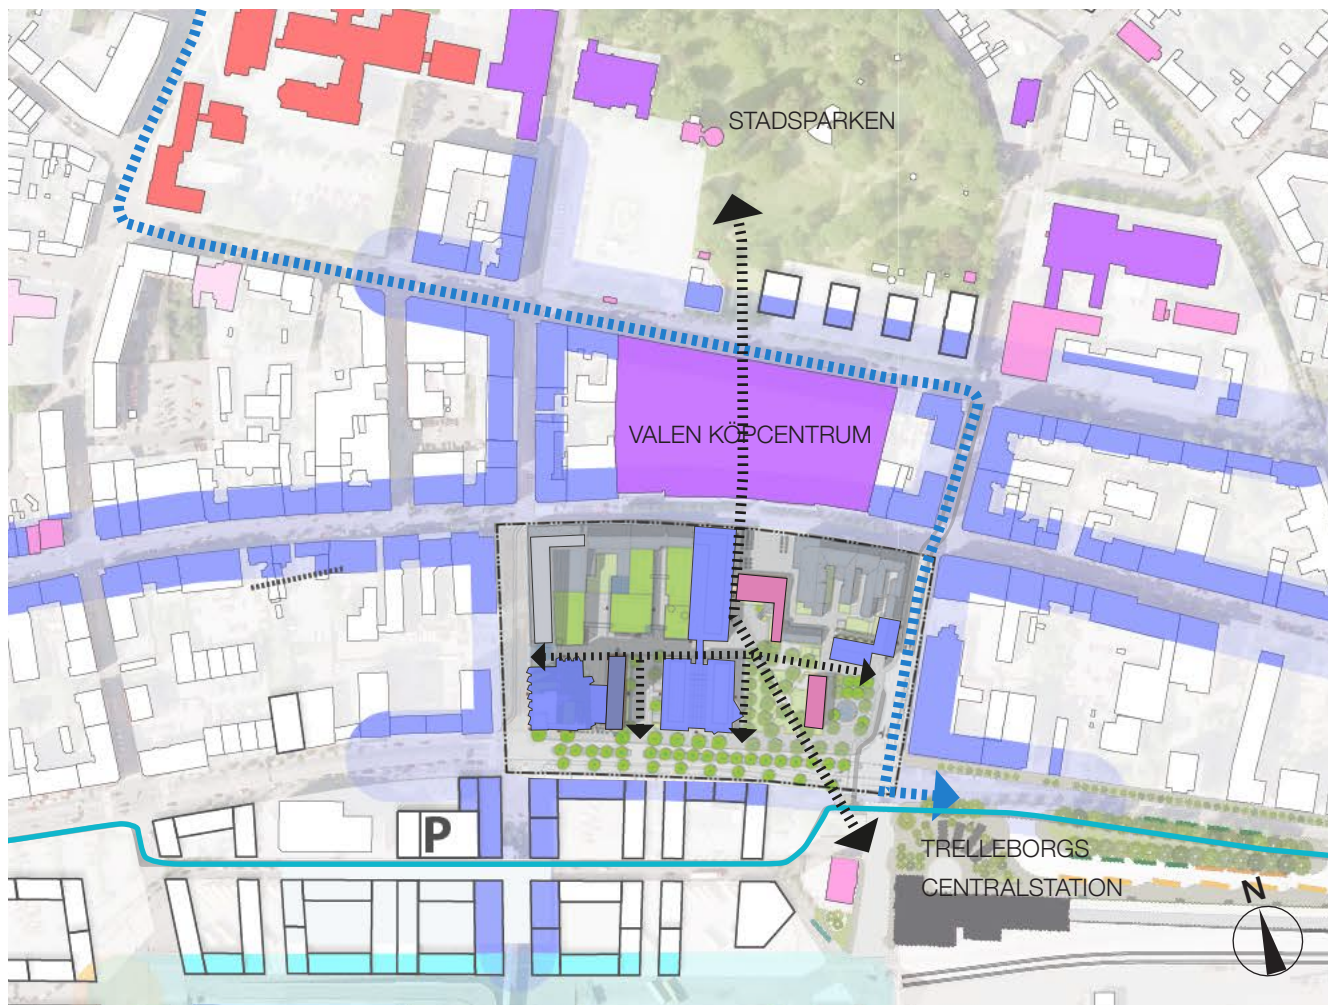 STADSPARKEN
VALEN KÖPCENTRUM
P
TRELLEBORGS
CENTRALSTATION
N